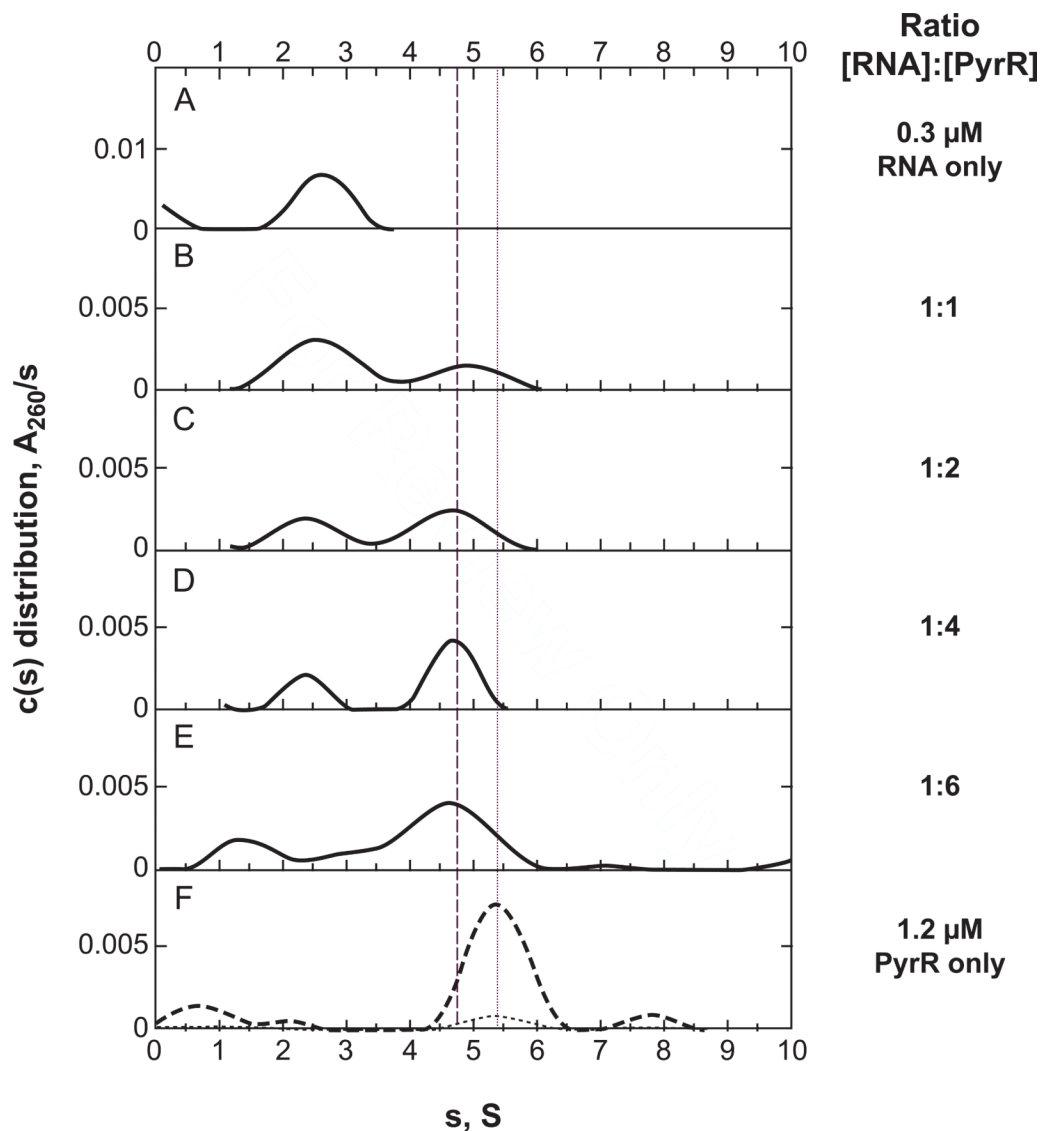 Ratio
[RNA]:[PyrR]
0 1 2 3 4 5 6 7 8 9 10
A
0.01
0
0.3 µM
RNA only
B
0.005
0
1:1
C
0.005
0
1:2
D
0.005
0
1:4
E
0.005
0
1:6
F
0.005
0
1.2 µM
PyrR only
0 1 2 3 4 5 6 7 8 9 10
s, S
c(s) distribution, A260/s